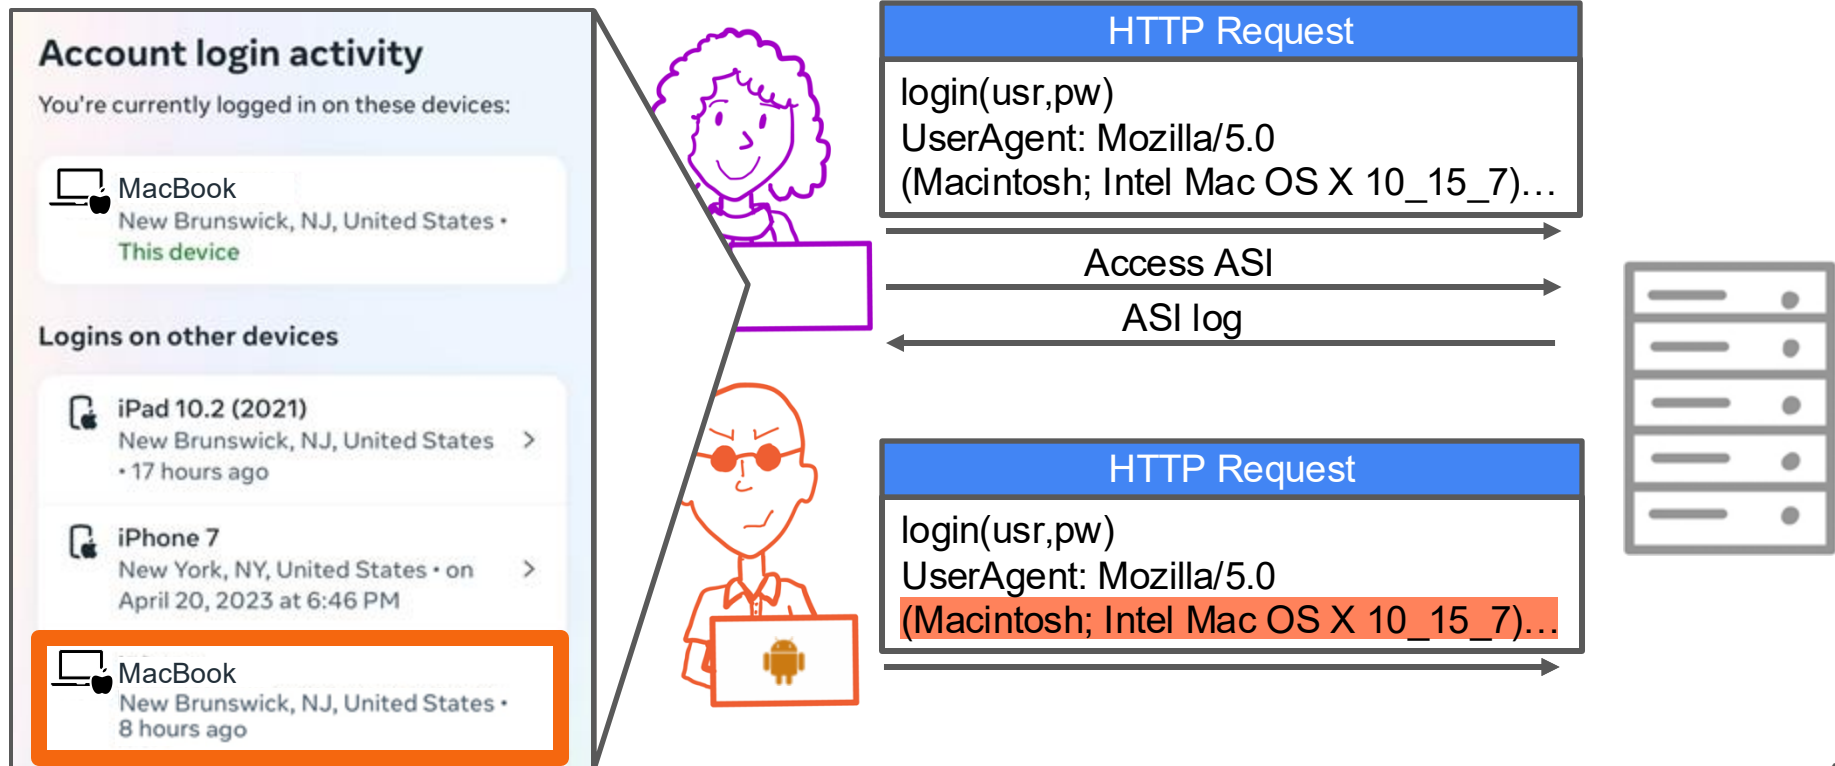 Account login activity
You're currently logged in on these devices:
MacBook
New Brunswick, NJ, United States •
This device
Logins on other devices
iPad 10.2 (2021)
New Brunswick, NJ, United States
• 17 hours ago
iPhone 7
New York, NY, United States • on
April 20, 2023 at 6:46 PM
MacBook
New Brunswick, NJ, United States •
8 hours ago
HTTP Request
login(usr,pw)
UserAgent: Mozilla/5.0
(Macintosh; Intel Mac OS X 10_15_7)...
Access ASI
ASI log
HTTP Request
login(usr,pw)
UserAgent: Mozilla/5.0
(Macintosh; Intel Mac OS X 10_15_7)...